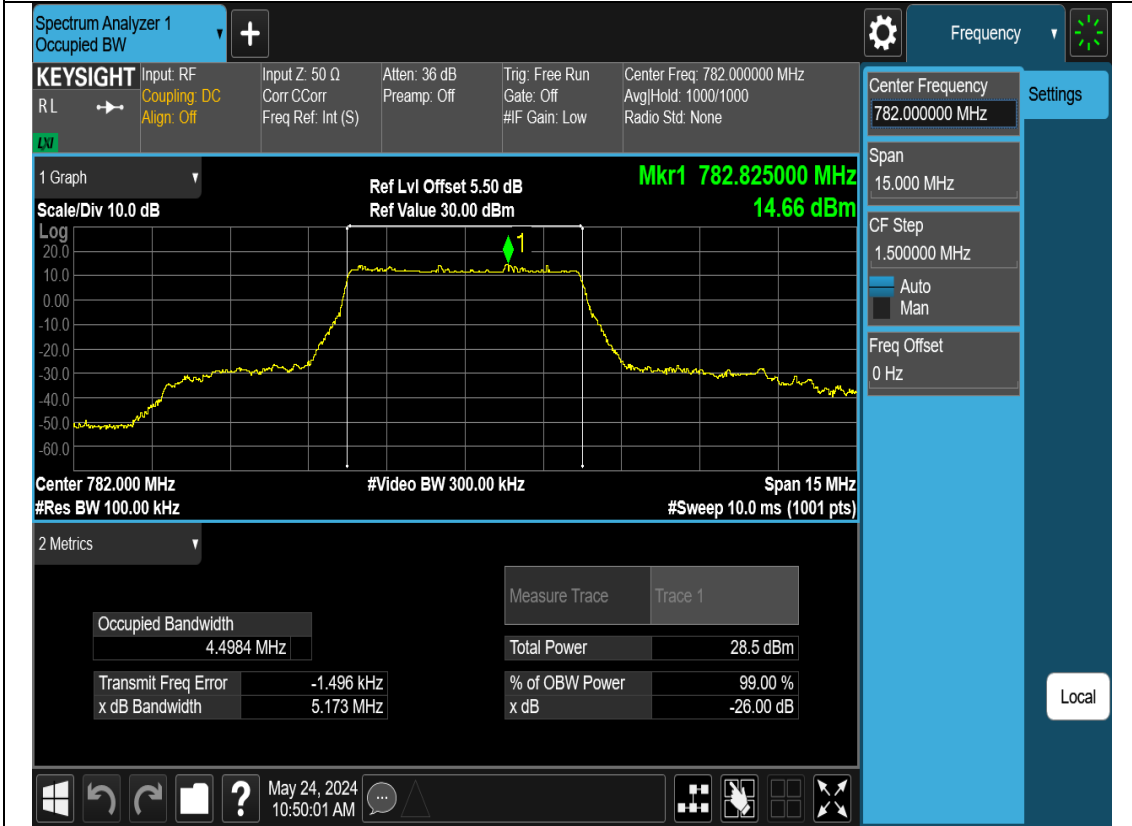 Spectrum Analyzer 1
Occupied BW
Frequency
KEYSIGHT
RL
LXI
Input: RF
Coupling: DC
Align: Off
Input Z: 50 Ω
Corr CCorr
Freq Ref: Int (S)
Atten: 36 dB
Preamp: Off
Trig: Free Run
Gate: Off
#IF Gain: Low
Center Freq: 782.000000 MHz
Avg|Hold: 1000/1000
Radio Std: None
Center Frequency
782.000000 MHz
Settings
Span
15.000 MHz
CF Step
1.500000 MHz
Auto
Man
Freq Offset
0 Hz
Local
1 Graph
Ref Lvl Offset 5.50 dB
Mkr1 782.825000 MHz
Scale/Div 10.0 dB
Ref Value 30.00 dBm
14.66 dBm
Log
1
20.0
10.0
0.00
-10.0
-20.0
-30.0
-40.0
-50.0
-60.0
Center 782.000 MHz
#Video BW 300.00 kHz
Span 15 MHz
#Res BW 100.00 kHz
#Sweep 10.0 ms (1001 pts)
2 Metrics
Measure Trace
Trace 1
Occupied Bandwidth
4.4984 MHz
Total Power
28.5 dBm
Transmit Freq Error
-1.496 kHz
% of OBW Power
99.00 %
x dB Bandwidth
5.173 MHz
x dB
-26.00 dB
?
May 24, 2024
10:50:01 AM